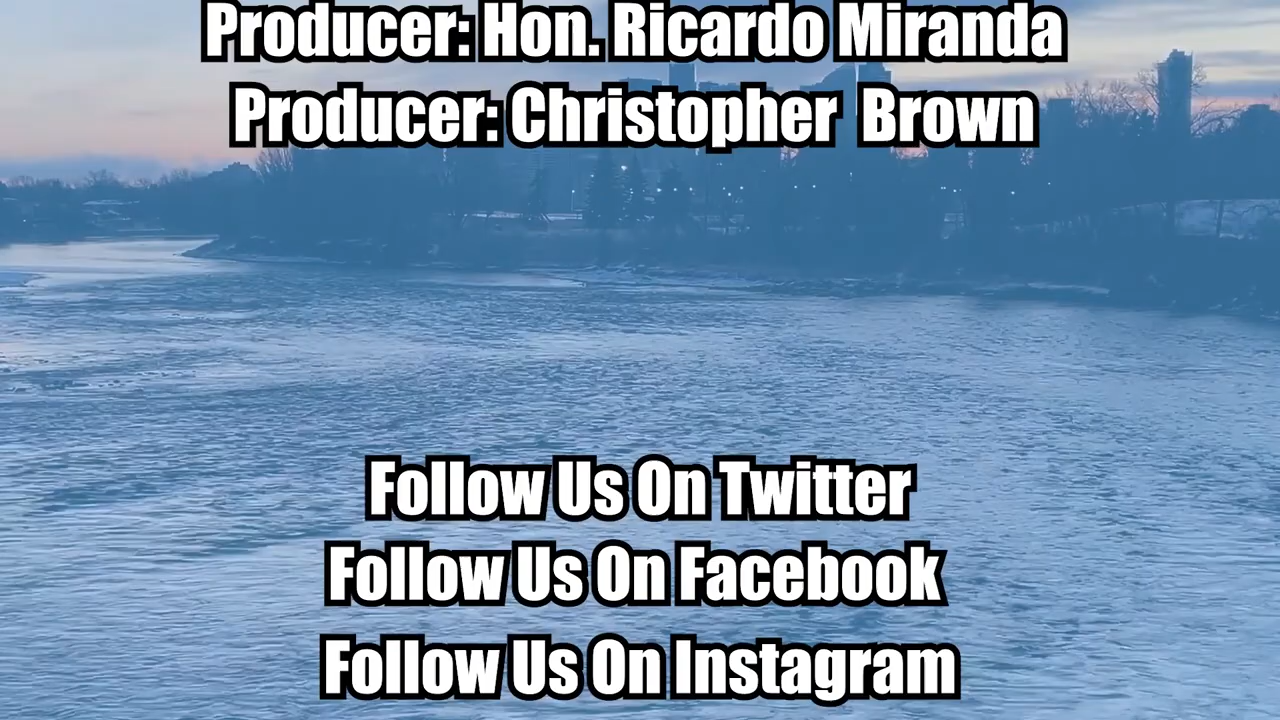 Producer: Hon. Ricardo Miranda
Producer: Christopher Brown
Follow Us On Twitter
Follow Us On Facebook
Follow Us On Instagram